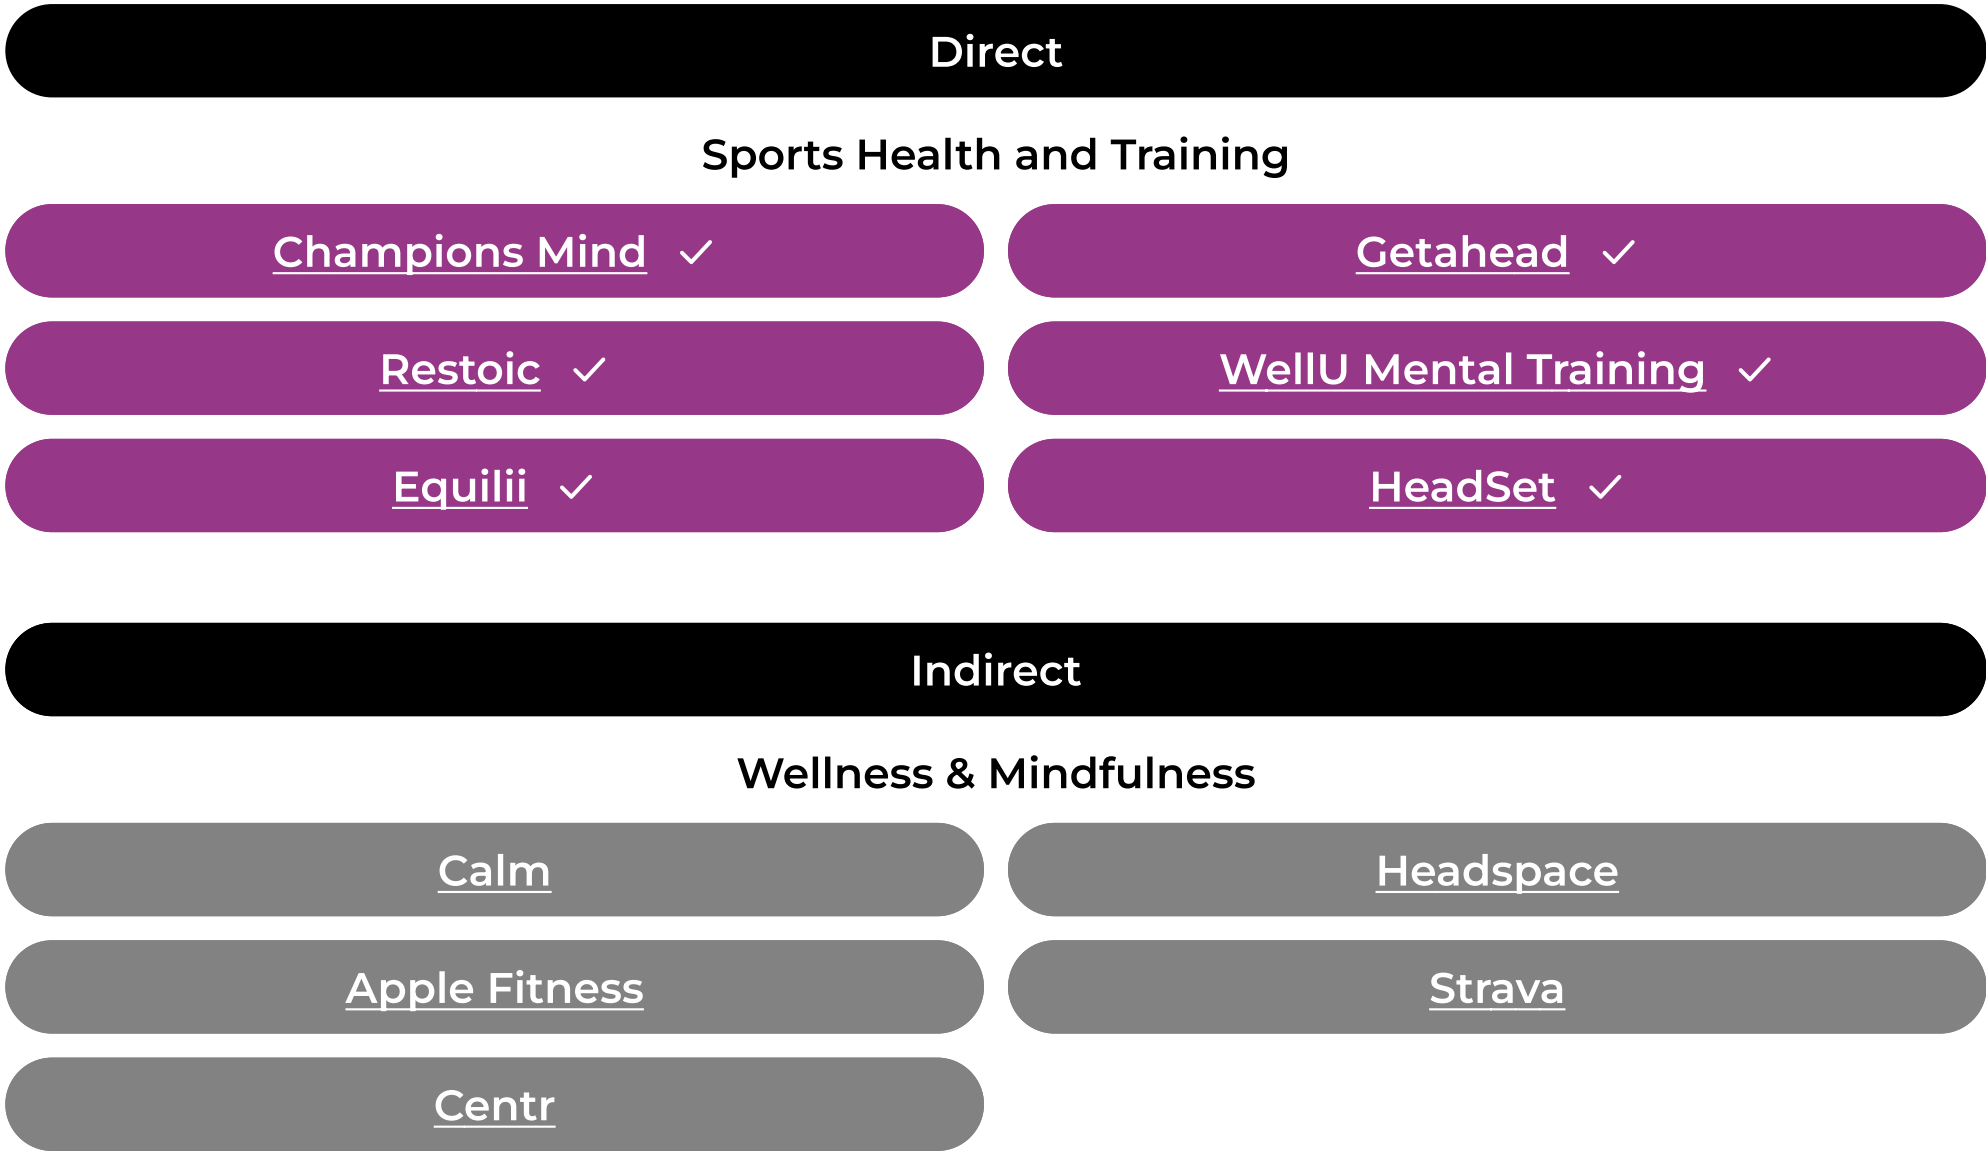 Direct
Sports Health and Training
Champions Mind ✓
Getahead ✓
Restoic ✓
WellU Mental Training ✓
Equilii ✓
HeadSet ✓
Indirect
Wellness & Mindfulness
Calm
Headspace
Apple Fitness
Strava
Centr